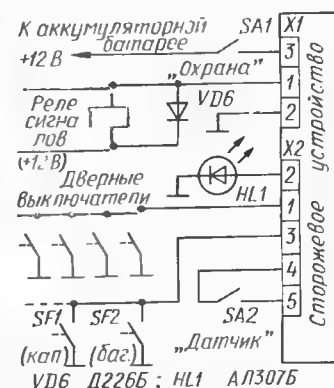 К аккумуляторной
батарее
+12 В
SA1
X1
3
„Охрана“
1
VD6
2
Реле
сигна
лов
(+12В)
X2
Дверные
выключатели
HL1
2
1
3
4
5
SF1
SF2
SA2
(кап)
(баг.)
„Датчик“
Сторожевое устройство
VD6 Д226Б; HL1 АЛ307Б